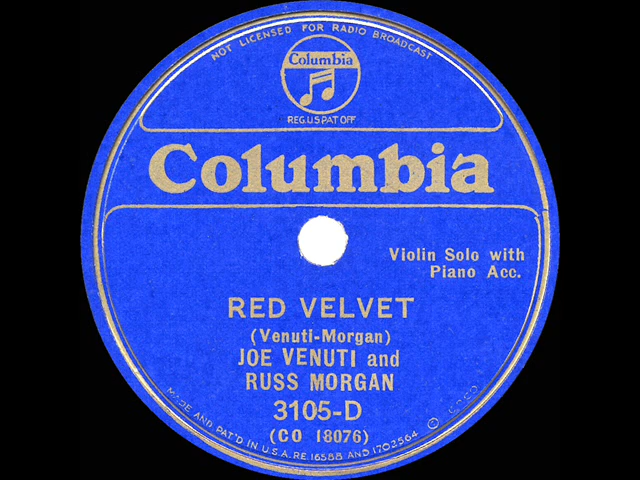 NOT LICENSED FOR RADIO BROADCAST
Columbia
REG.U.S.PAT.OFF
Columbia
Violin Solo with
Piano Acc.
RED VELVET
(Venuti-Morgan)
JOE VENUTI and
RUSS MORGAN
3105-D
(CO 18076)
MADE AND PAT'D IN U.S.A. RE. 16588 AND 1703564 ©